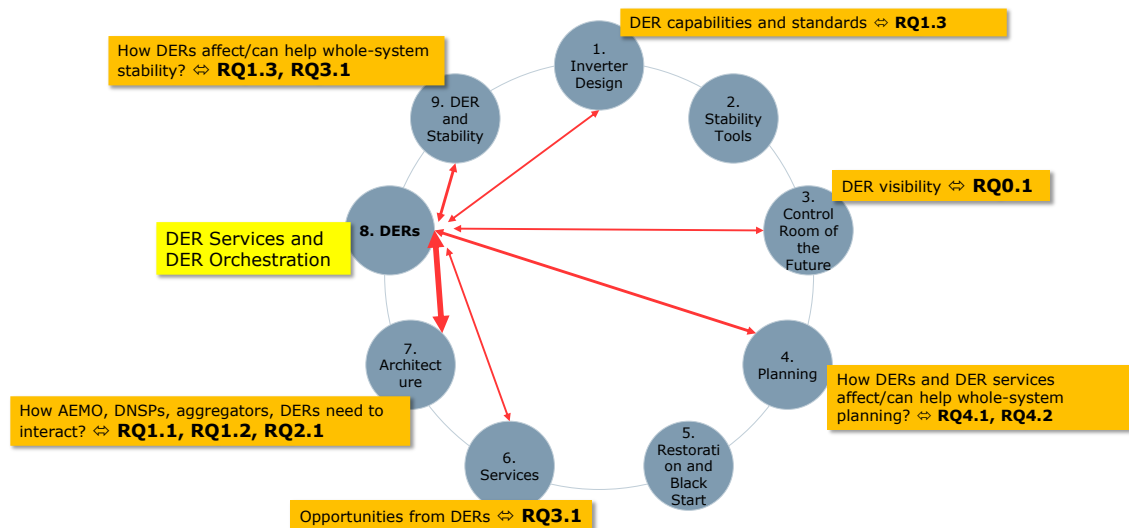 DER capabilities and standards ⇔ RQ1.3
How DERs affect/can help whole-system
stability? ⇔ RQ1.3, RQ3.1
1.
Inverter
Design
9. DER
and
Stability
2.
Stability
Tools
DER visibility ⇔ RQ0.1
3.
Control
Room of
the
Future
8. DERs
DER Services and
DER Orchestration
4.
Planning
7.
Architect
ure
How DERs and DER services
affect/can help whole-system
planning? ⇔ RQ4.1, RQ4.2
How AEMO, DNSPs, aggregators, DERs need to
interact? ⇔ RQ1.1, RQ1.2, RQ2.1
5.
Restorati
on and
Black
Start
6.
Services
Opportunities from DERs ⇔ RQ3.1